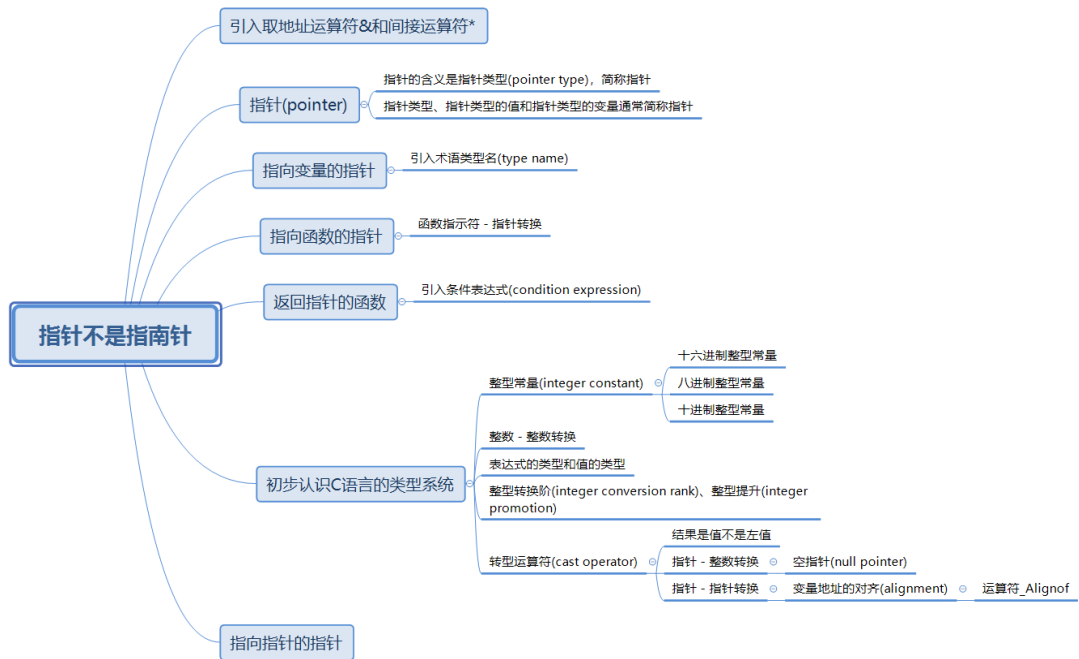 引入取地址运算符&和间接运算符*
指针(pointer)
指针的含义是指针类型(pointer type)，简称指针
指针类型、指针类型的值和指针类型的变量通常简称指针
指向变量的指针
引入术语类型名(type name)
指向函数的指针
函数指示符 - 指针转换
返回指针的函数
引入条件表达式(condition expression)
指针不是指南针
初步认识C语言的类型系统
整型常量(integer constant)
十六进制整型常量
八进制整型常量
十进制整型常量
整数 - 整数转换
表达式的类型和值的类型
整型转换阶(integer conversion rank)、整型提升(integer
promotion)
转型运算符(cast operator)
结果是值不是左值
指针 - 整数转换
空指针(null pointer)
指针 - 指针转换
变量地址的对齐(alignment)
运算符_Alignof
指向指针的指针